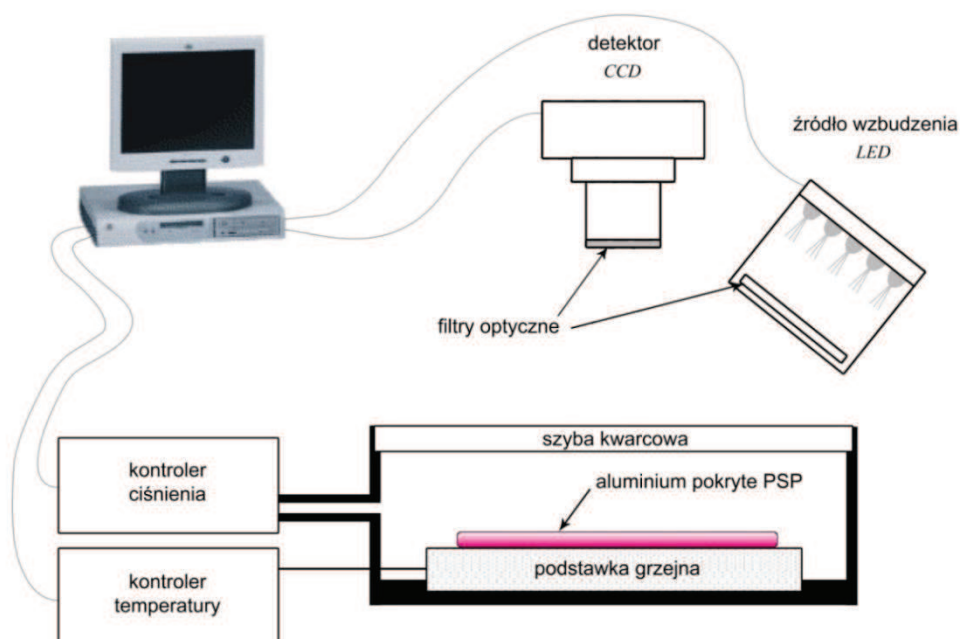 detektor
CCD
źródło wzbudzenia
LED
filtry optyczne
szyba kwarcowa
kontroler
ciśnienia
aluminium pokryte PSP
podstawka grzejna
kontroler
temperatury